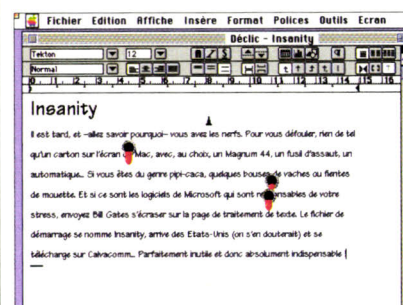 Fichier Edition Affiche Insère Format Polices Outils Ecran
Déclic - Insanity
Tekton 12
Normal
Insanity
Il est tard, et -allez savoir pourquoi- vous avez les nerfs. Pour vous défouler, rien de tel
qu'un carton sur l'écran Mac, avec, au choix, un Magnum 44, un fusil d'assaut, un
automatique... Si vous êtes du genre pipi-caca, quelques bouses de vaches ou fientes
de mouette. Et si ce sont les logiciels de Microsoft qui sont responsables de votre
stress, envoyez Bill Gates s'écraser sur la page de traitement de texte. Le fichier de
démarrage se nomme Insanity, arrive des Etats-Unis (on s'en douterait) et se
télécharge sur Calvacomm... Parfaitement inutile et donc absolument indispensable